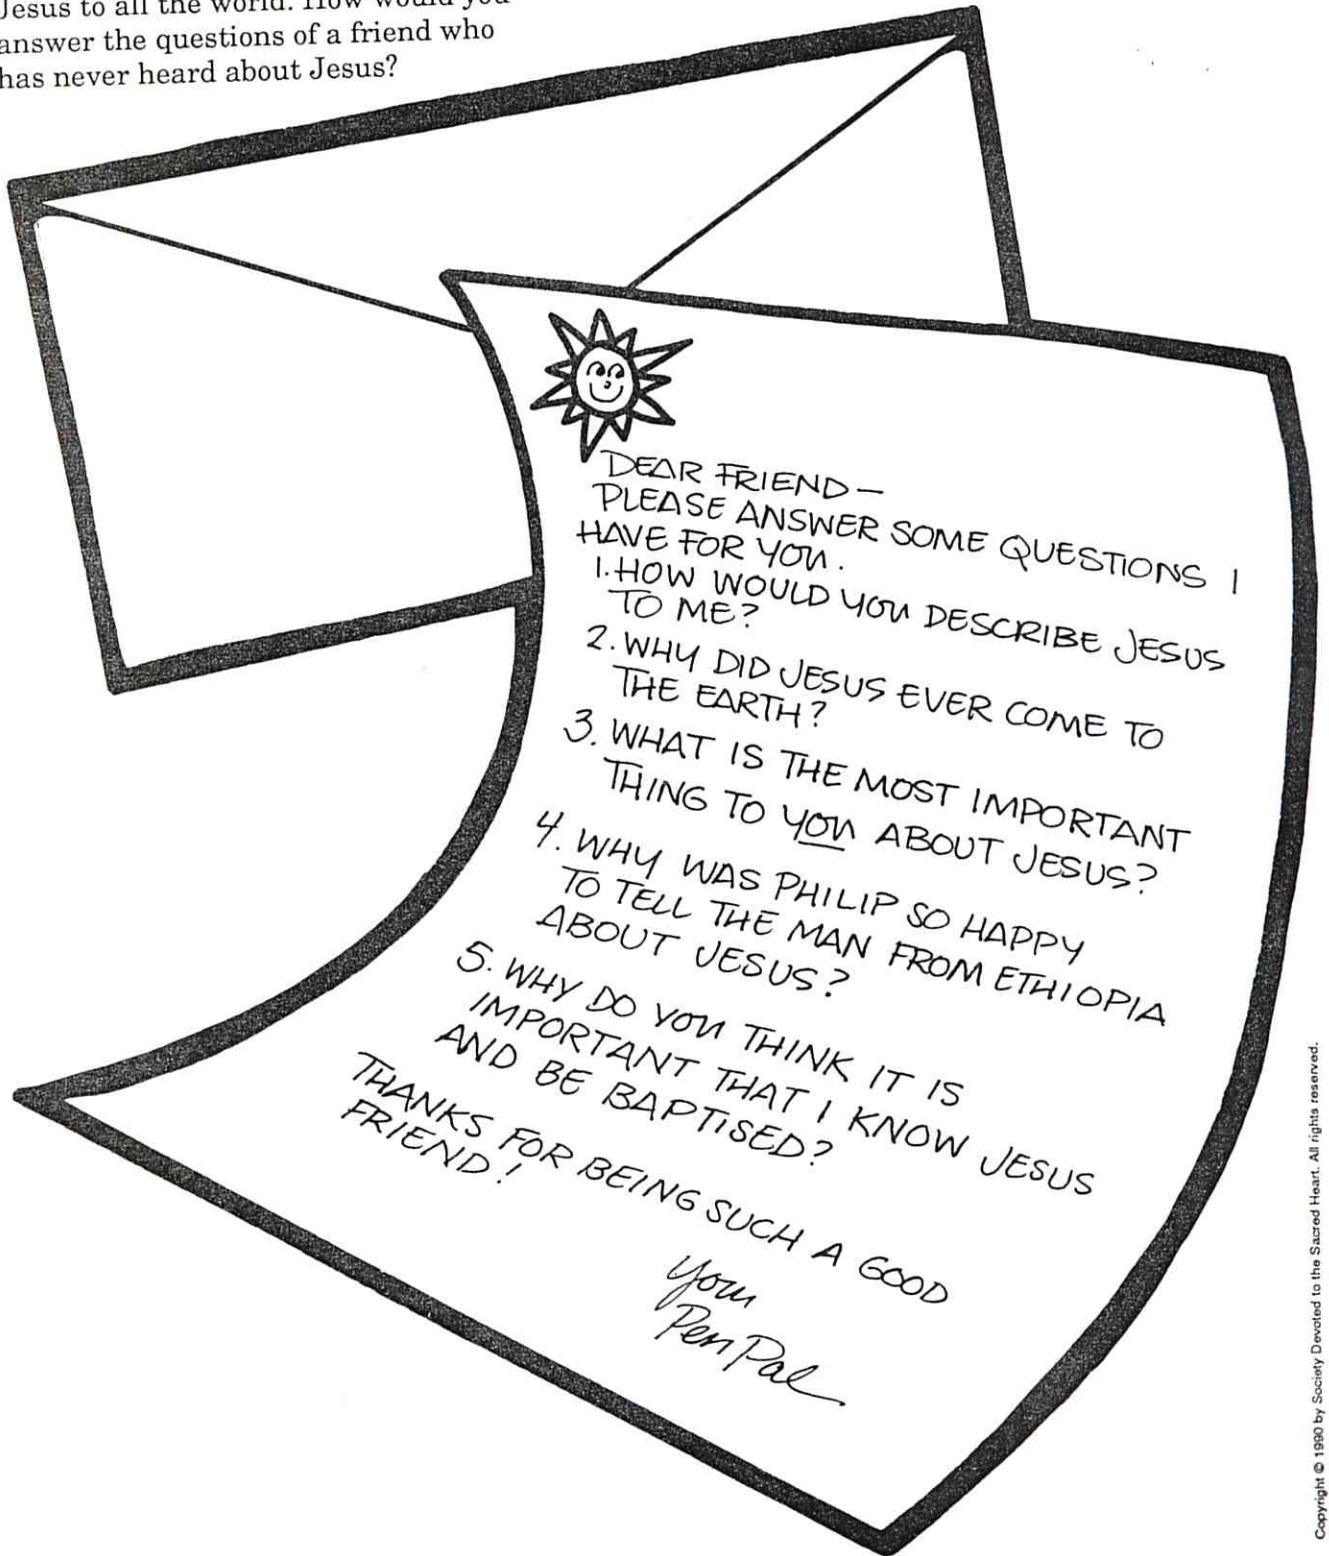 Jesus to all the world. How would you
answer the questions of a friend who
has never heard about Jesus?
DEAR FRIEND—
PLEASE ANSWER SOME QUESTIONS I
HAVE FOR YOU.
1. HOW WOULD YOU DESCRIBE JESUS
TO ME?
2. WHY DID JESUS EVER COME TO
THE EARTH?
3. WHAT IS THE MOST IMPORTANT
THING TO YOU ABOUT JESUS?
4. WHY WAS PHILIP SO HAPPY
TO TELL THE MAN FROM ETHIOPIA
ABOUT JESUS?
5. WHY DO YOU THINK IT IS
IMPORTANT THAT I KNOW JESUS
AND BE BAPTISED?
THANKS FOR BEING SUCH A GOOD
FRIEND!
Your
Pen Pal
Copyright © 1990 by Society Devoted to the Sacred Heart. All rights reserved.